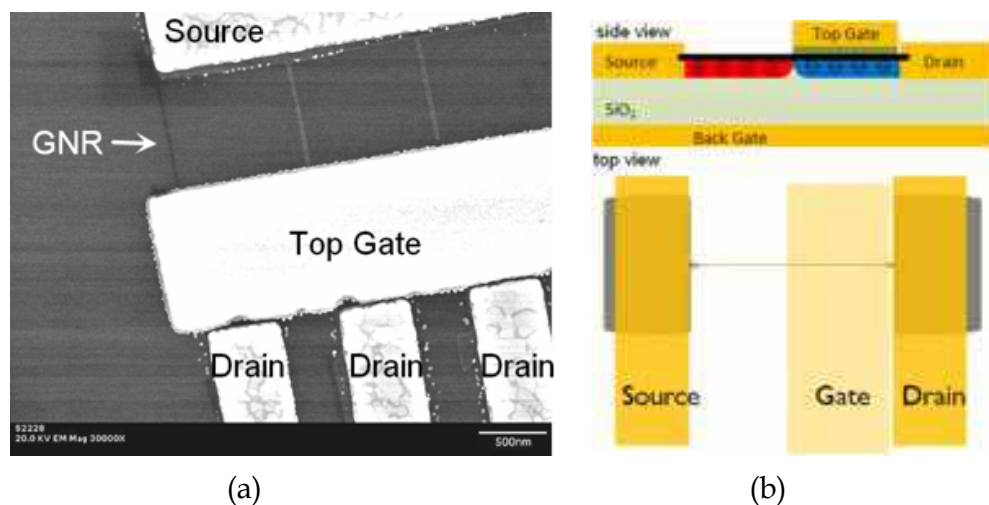 Source
GNR
Top Gate
Drain
Drain
Drain
S2228
20.0 KV EM Mag 30000X
500nm
(a)
side view
Top Gate
Source
Drain
SiO₂
Back Gate
top view
Source
Gate
Drain
(b)